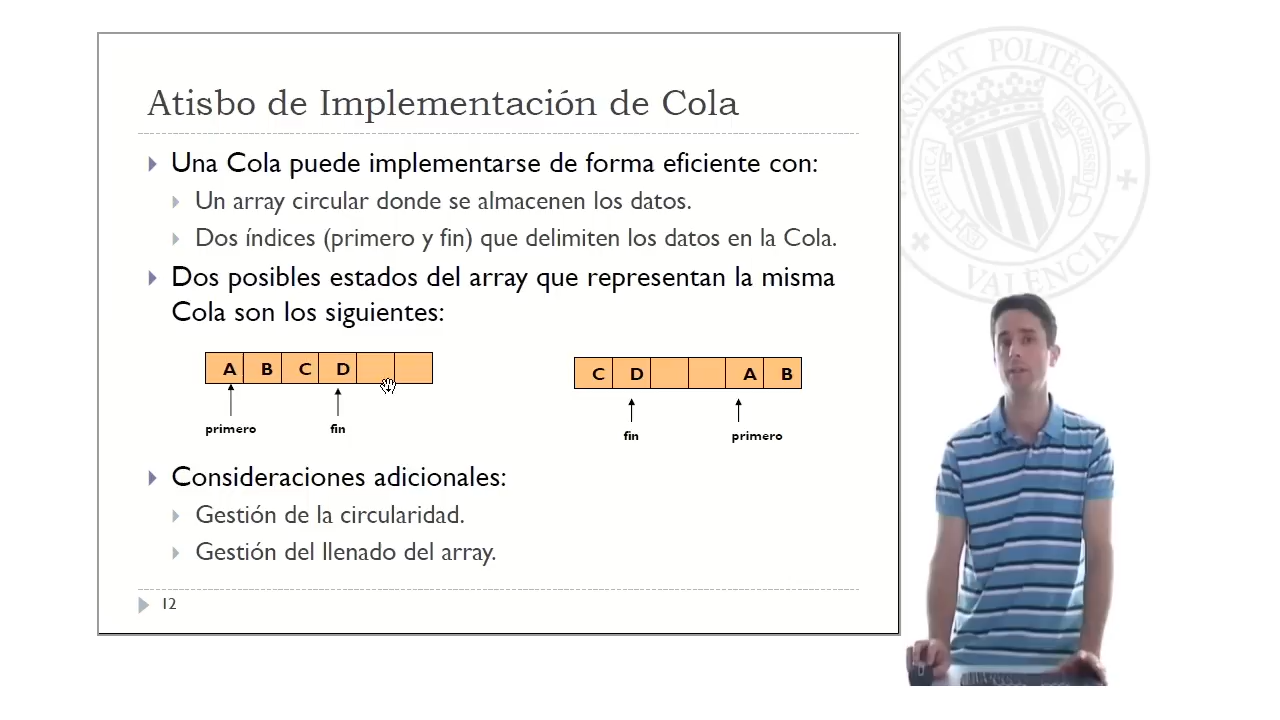 Atisbo de Implementación de Cola
Una Cola puede implementarse de forma eficiente con:
Un array circular donde se almacenen los datos.
Dos índices (primero y fin) que delimiten los datos en la Cola.
Dos posibles estados del array que representan la misma
Cola son los siguientes:
A B C D
primero fin
C D A B
fin primero
Consideraciones adicionales:
Gestión de la circularidad.
Gestión del llenado del array.
12
POLITÈCNICA
VALÈNCIA